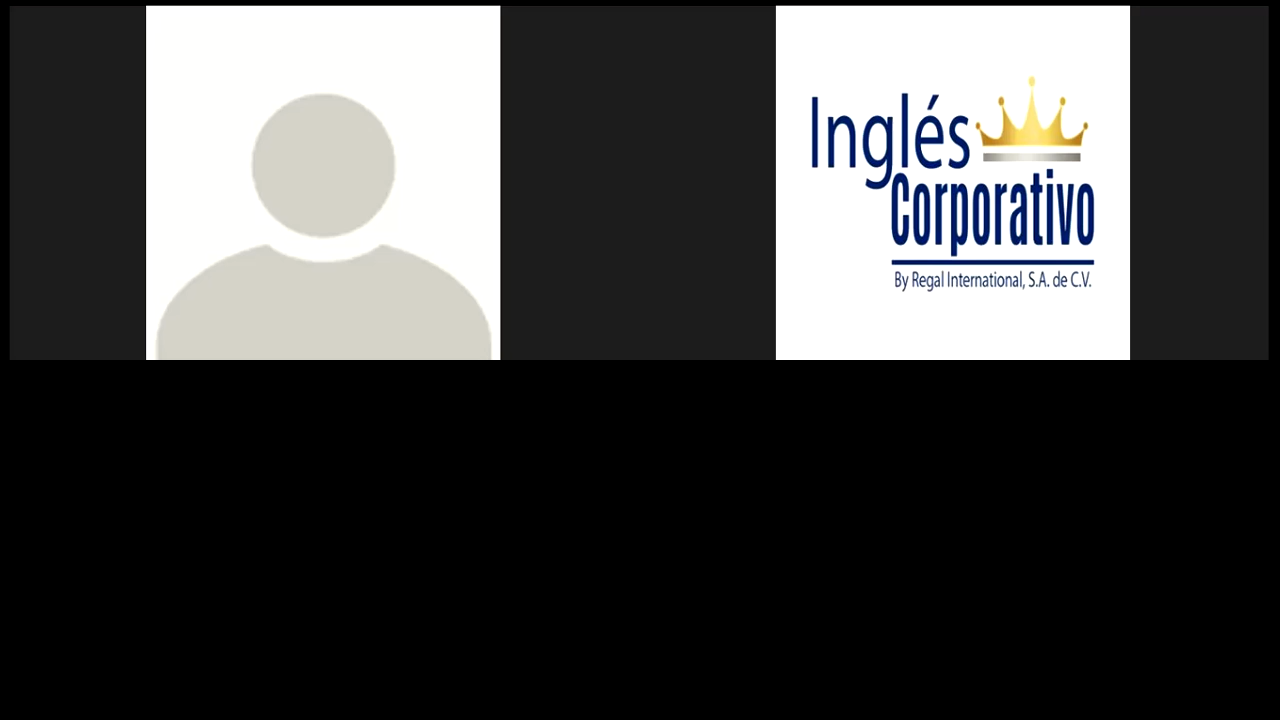 Inglés
Corporativo
By Regal International, S.A. de C.V.